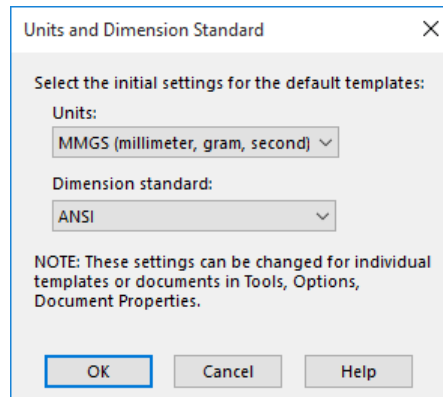 Units and Dimension Standard
Select the initial settings for the default templates:
Units:
MMGS (millimeter, gram, second)
Dimension standard:
ANSI
NOTE: These settings can be changed for individual
templates or documents in Tools, Options,
Document Properties.
OK Cancel Help